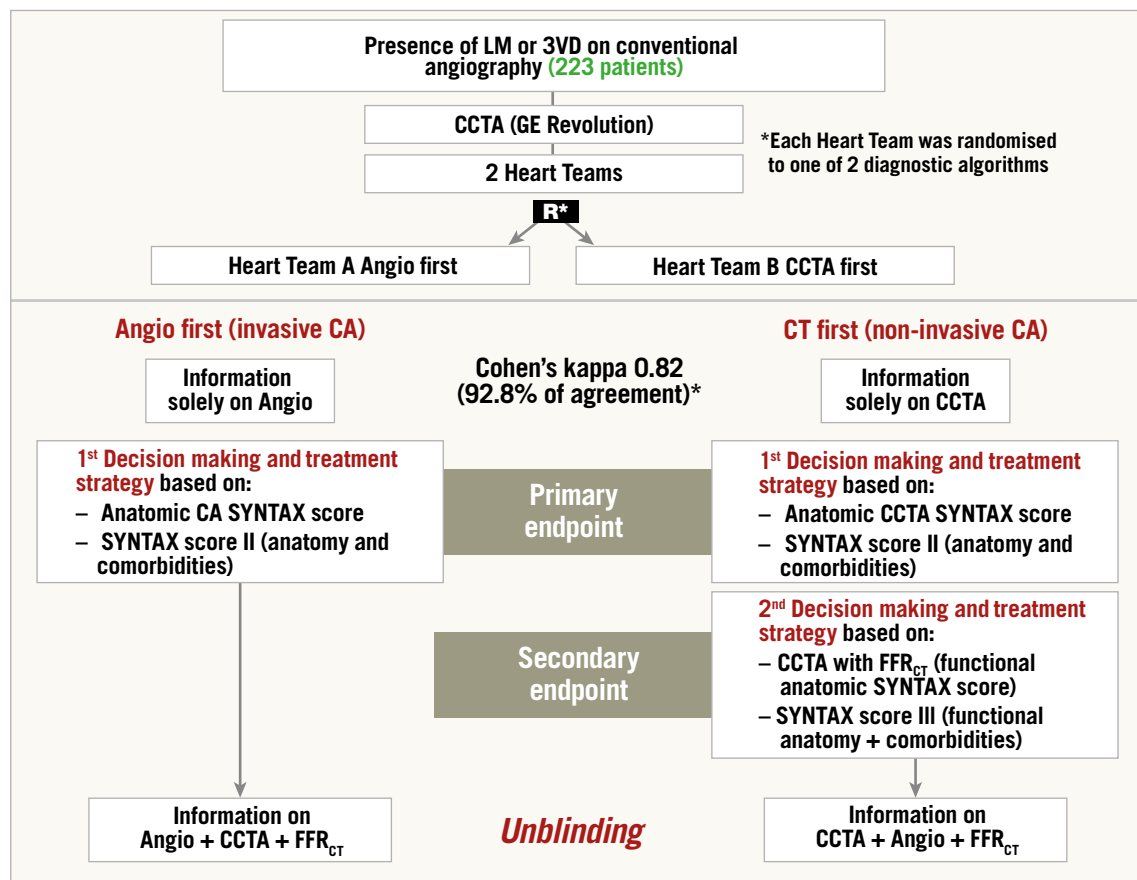 Presence of LM or 3VD on conventional
angiography (223 patients)
CCTA (GE Revolution)
*Each Heart Team was randomised
to one of 2 diagnostic algorithms
2 Heart Teams
R*
Heart Team A Angio first
Heart Team B CCTA first
Angio first (invasive CA)
CT first (non-invasive CA)
Information
solely on Angio
Cohen's kappa 0.82
(92.8% of agreement)*
Information
solely on CCTA
1st Decision making and treatment
strategy based on:
– Anatomic CA SYNTAX score
– SYNTAX score II (anatomy and
comorbidities)
Primary
endpoint
1st Decision making and treatment
strategy based on:
– Anatomic CCTA SYNTAX score
– SYNTAX score II (anatomy and
comorbidities)
Secondary
endpoint
2nd Decision making and treatment
strategy based on:
– CCTA with FFRCT (functional
anatomic SYNTAX score)
– SYNTAX score III (functional
anatomy + comorbidities)
Information on
Angio + CCTA + FFRCT
Unblinding
Information on
CCTA + Angio + FFRCT